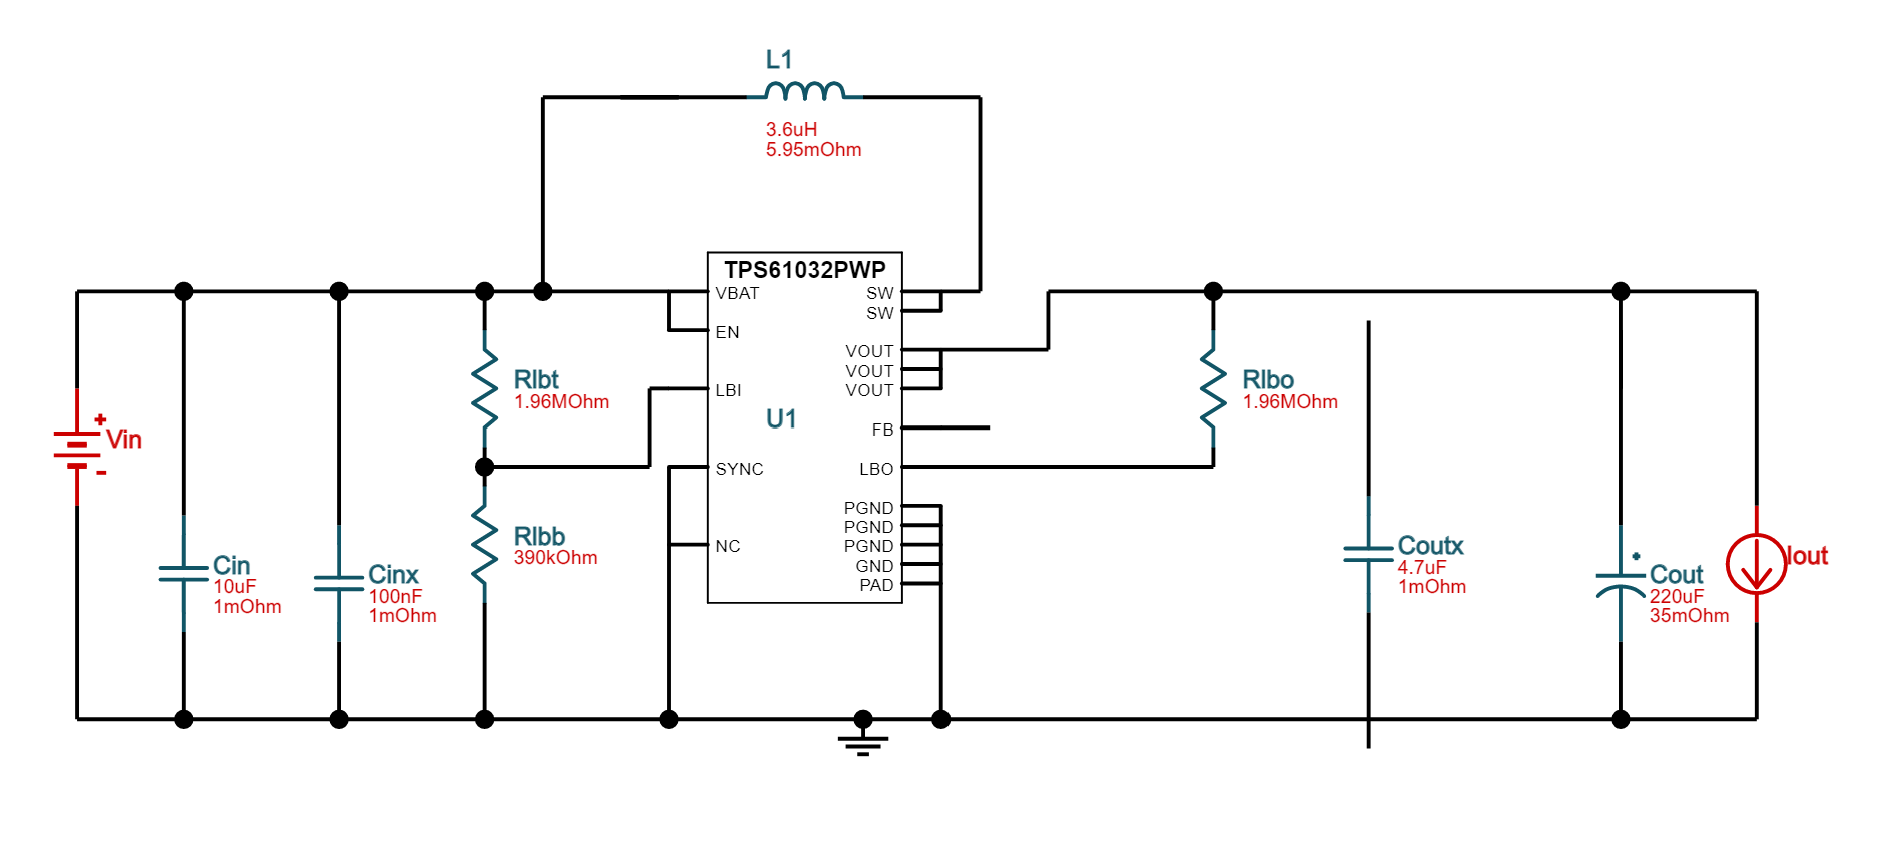 L1
3.6uH
5.95mOhm
TPS61032PWP
VBAT
SW
SW
EN
VOUT
VOUT
VOUT
LBI
U1
FB
SYNC
LBO
PGND
PGND
NC
PGND
GND
PAD
+
Vin
-
Rlbt
1.96MOhm
Rlbo
1.96MOhm
Rlbb
390kOhm
Cin
10uF
1mOhm
Cinx
100nF
1mOhm
Coutx
4.7uF
1mOhm
Cout
220uF
35mOhm
Iout